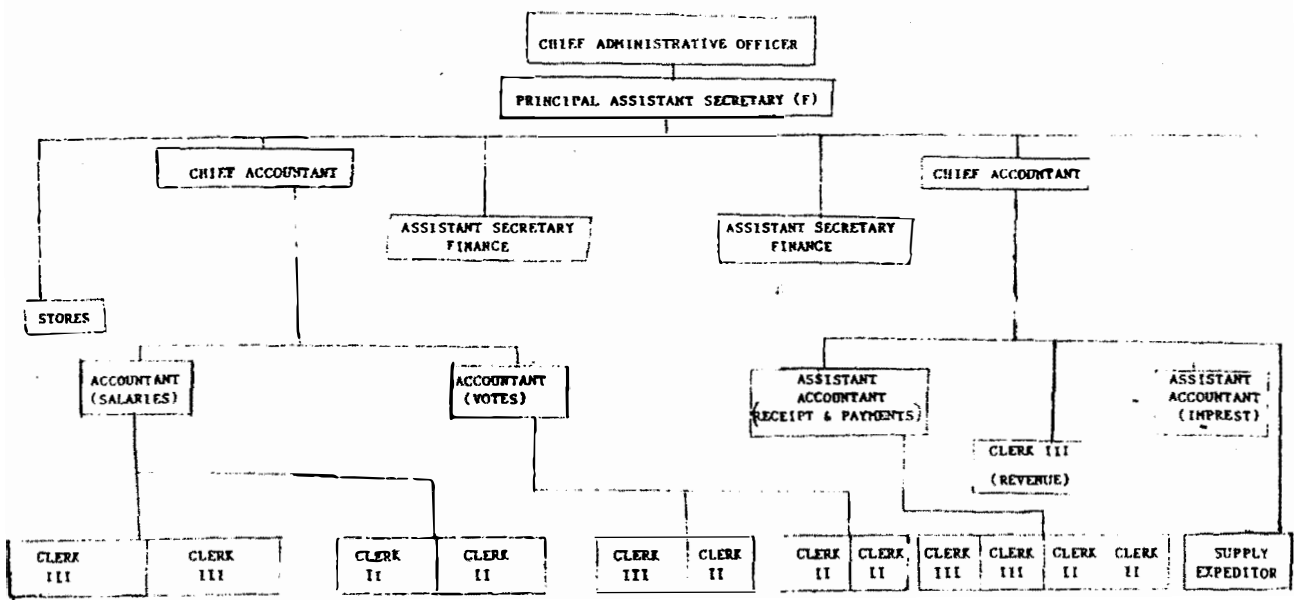 CHIEF ADMINISTRATIVE OFFICER
PRINCIPAL ASSISTANT SECRETARY (F)
CHIEF ACCOUNTANT
CHIEF ACCOUNTANT
ASSISTANT SECRETARY
FINANCE
ASSISTANT SECRETARY
FINANCE
STORES
ACCOUNTANT
(SALARIES)
ACCOUNTANT
(VOTES)
ASSISTANT
ACCOUNTANT
(RECEIPT & PAYMENTS)
ASSISTANT
ACCOUNTANT
(IMPREST)
CLERK III
(REVENUE)
CLERK
III
CLERK
III
CLERK
II
CLERK
II
CLERK
III
CLERK
II
CLERK
II
CLERK
II
CLERK
III
CLERK
III
CLERK
II
CLERK
II
SUPPLY
EXPEDITOR